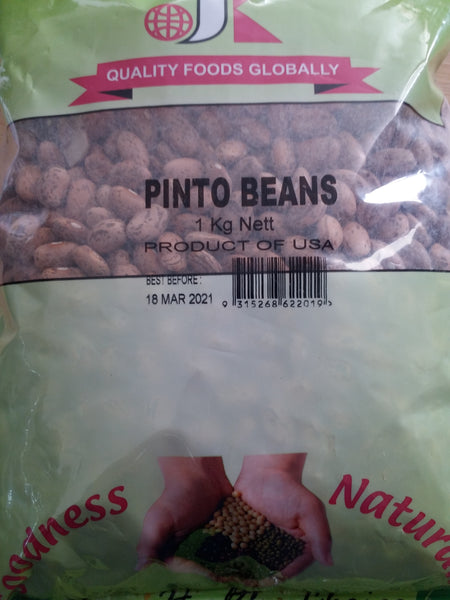 JK
QUALITY FOODS GLOBALLY
PINTO BEANS
1 Kg Nett
PRODUCT OF USA
BEST BEFORE:
18 MAR 2021
9 315268 622019>